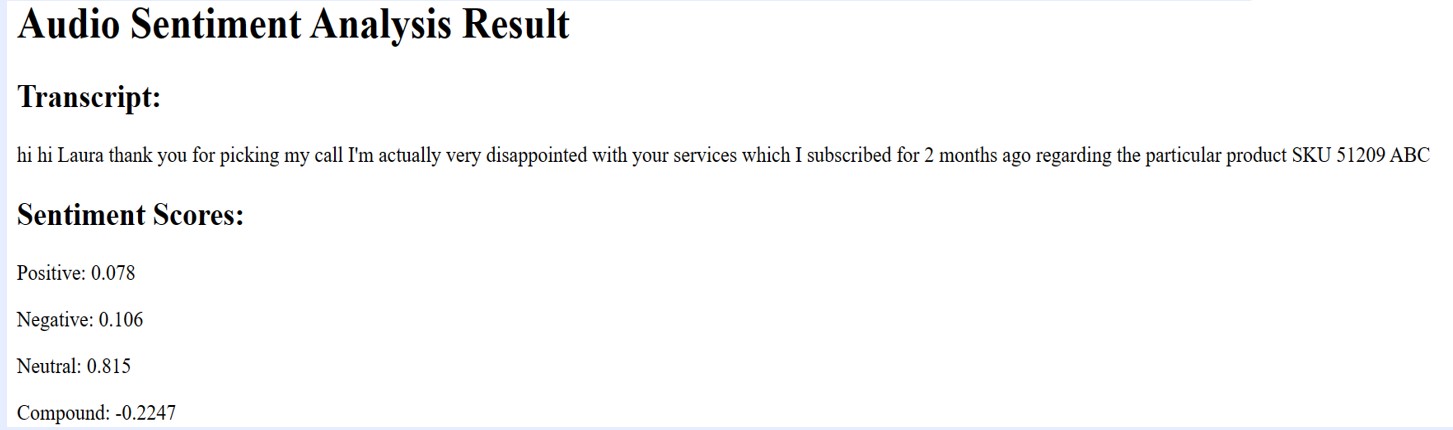 Audio Sentiment Analysis Result
Transcript:
hi hi Laura thank you for picking my call I'm actually very disappointed with your services which I subscribed for 2 months ago regarding the particular product SKU 51209 ABC
Sentiment Scores:
Positive: 0.078
Negative: 0.106
Neutral: 0.815
Compound: -0.2247